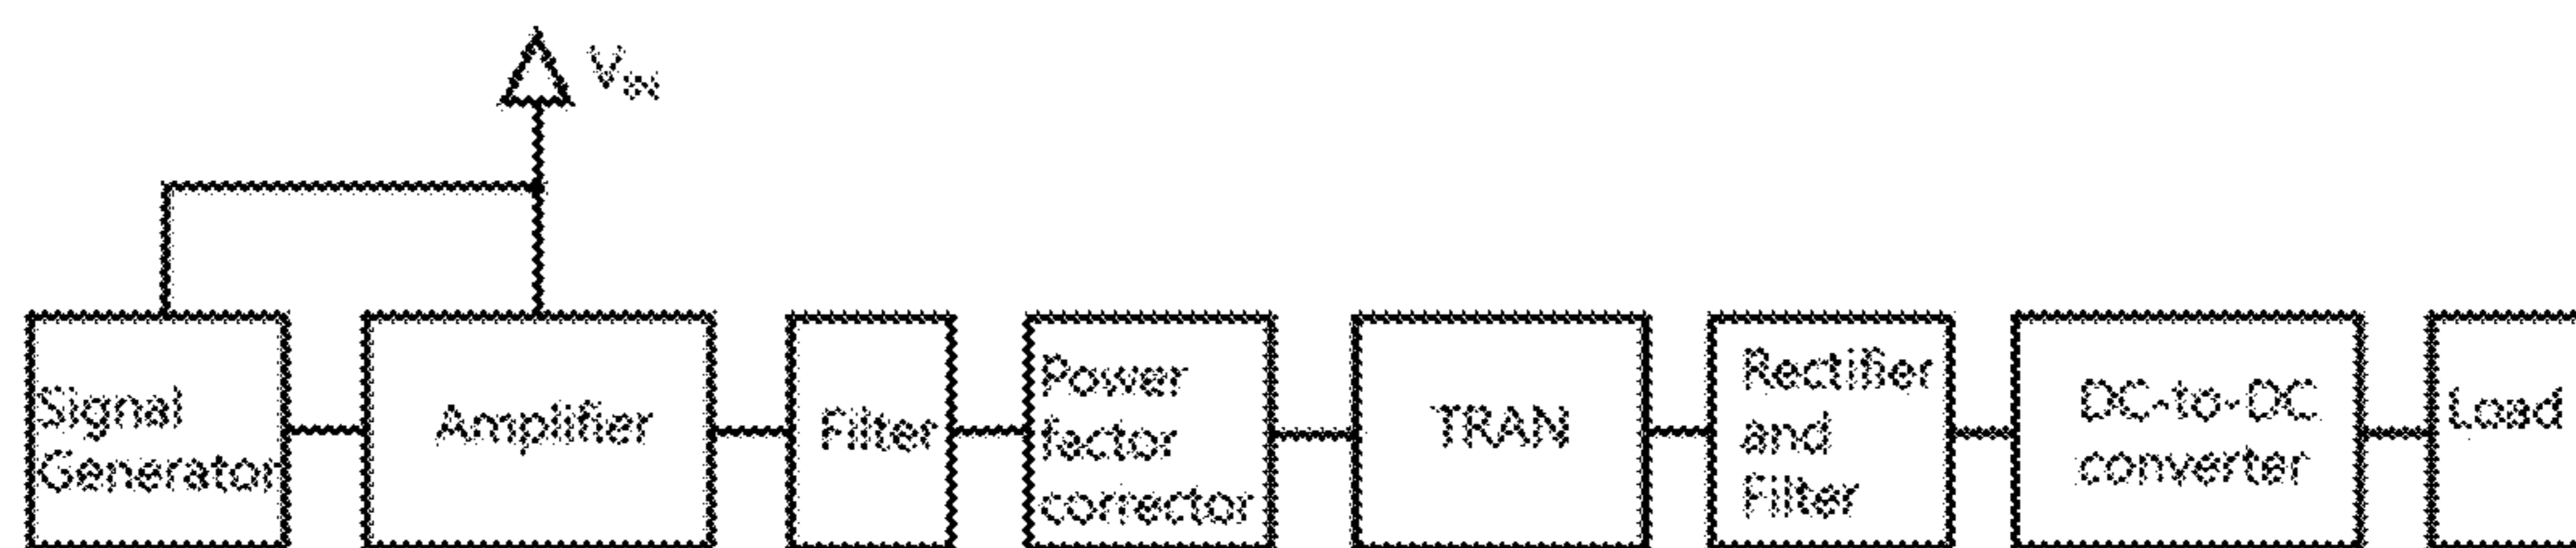 VIN
Signal
Generator
Amplifier
Filter
Power
factor
corrector
TRAN
Rectifier
and
Filter
DC-to-DC
converter
Load